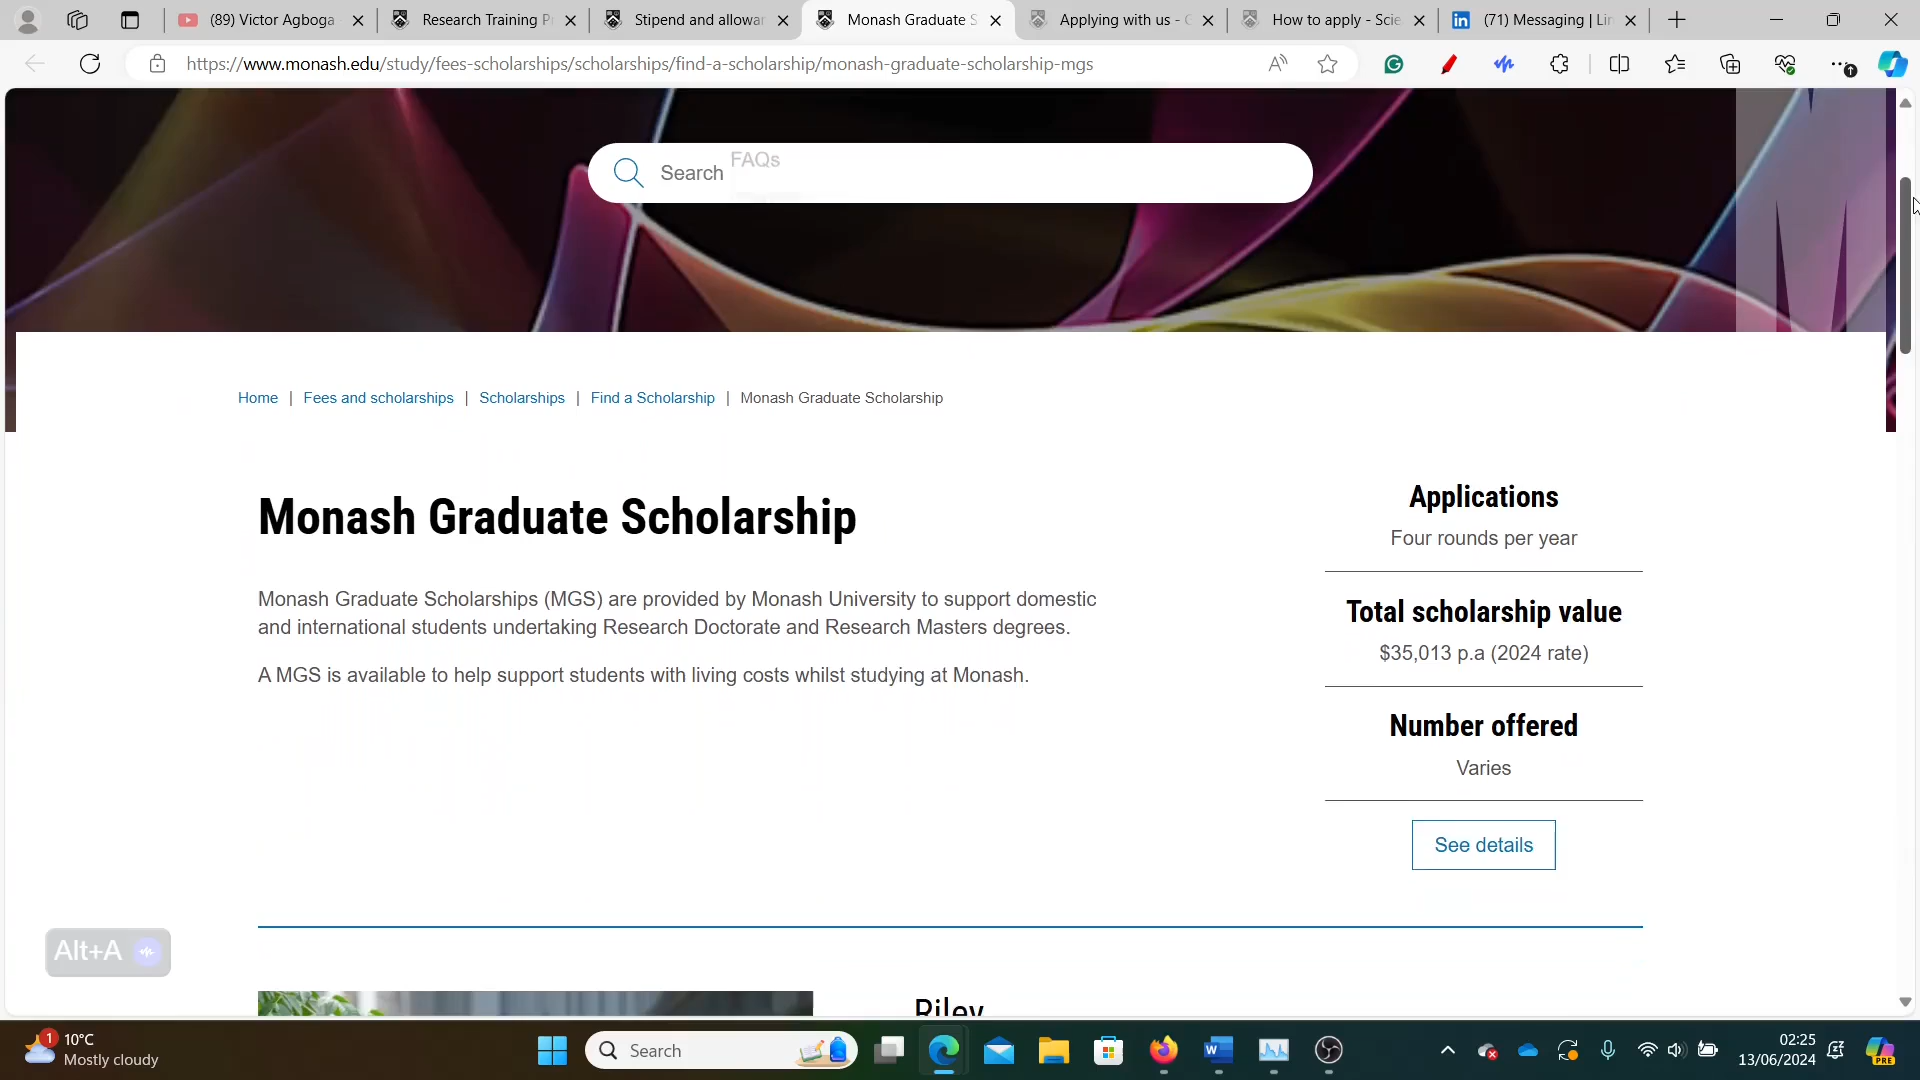 (89) Victor Agboga
Research Training P
Stipend and allowan
Monash Graduate S
Applying with us - G
How to apply - Scie
(71) Messaging | Lin
https://www.monash.edu/study/fees-scholarships/scholarships/find-a-scholarship/monash-graduate-scholarship-mgs
FAQs
Search
Home | Fees and scholarships | Scholarships | Find a Scholarship | Monash Graduate Scholarship
Monash Graduate Scholarship
Monash Graduate Scholarships (MGS) are provided by Monash University to support domestic
and international students undertaking Research Doctorate and Research Masters degrees.
A MGS is available to help support students with living costs whilst studying at Monash.
Applications
Four rounds per year
Total scholarship value
$35,013 p.a (2024 rate)
Number offered
Varies
See details
Alt+A
Riley
1
10°C
Mostly cloudy
Search
PRE
02:25
13/06/2024